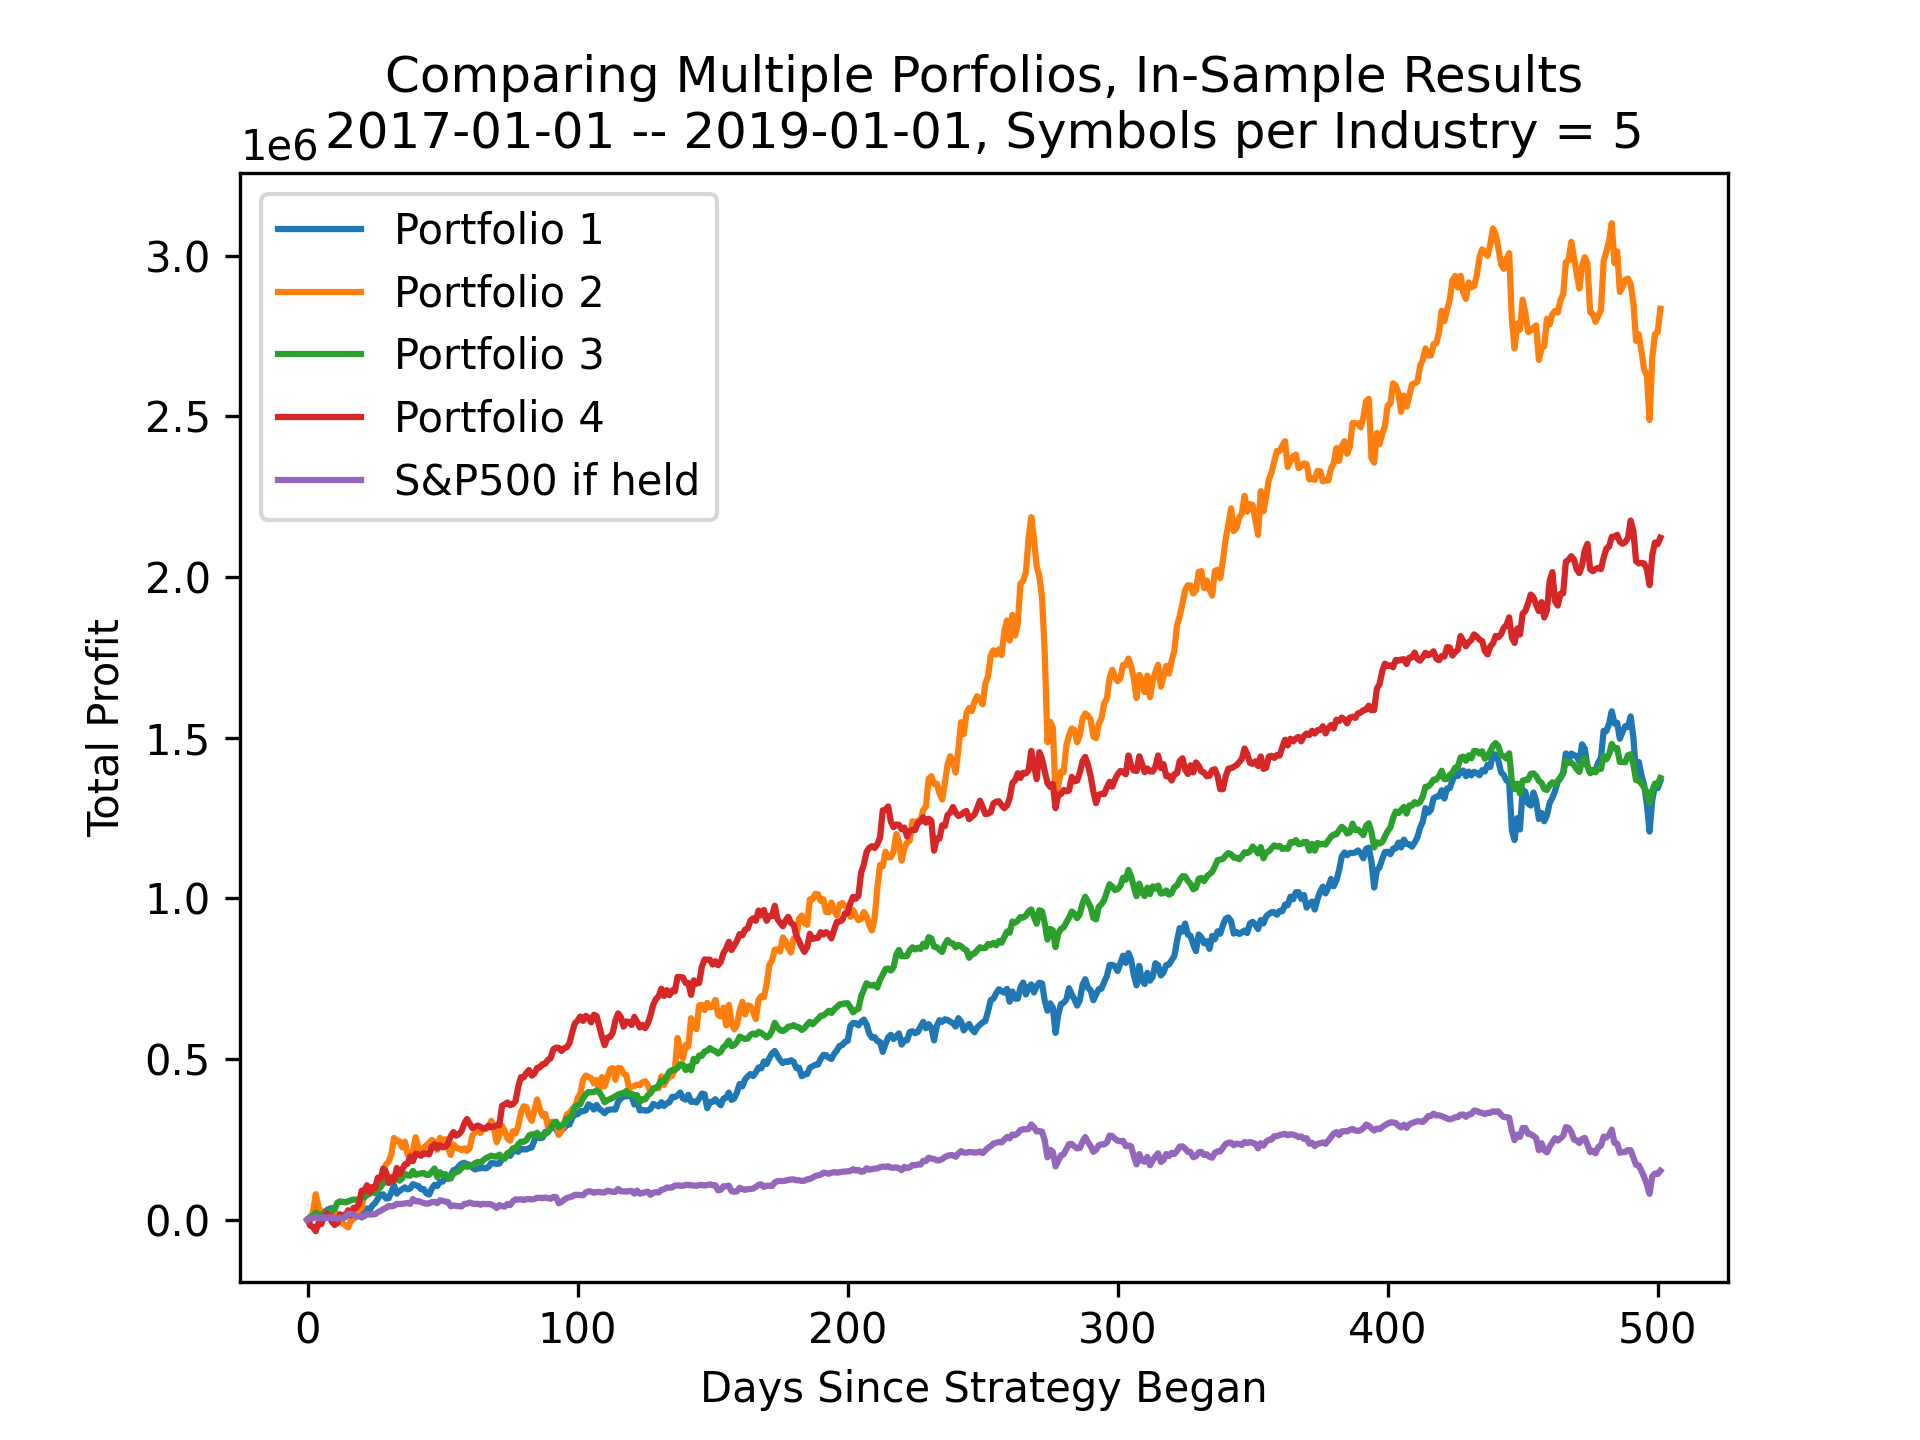 Comparing Multiple Porfolios, In-Sample Results
2017-01-01 -- 2019-01-01, Symbols per Industry = 5
1e6
Portfolio 1
Portfolio 2
Portfolio 3
Portfolio 4
S&P500 if held
3.0
2.5
2.0
1.5
1.0
0.5
0.0
Total Profit
0 100 200 300 400 500
Days Since Strategy Began